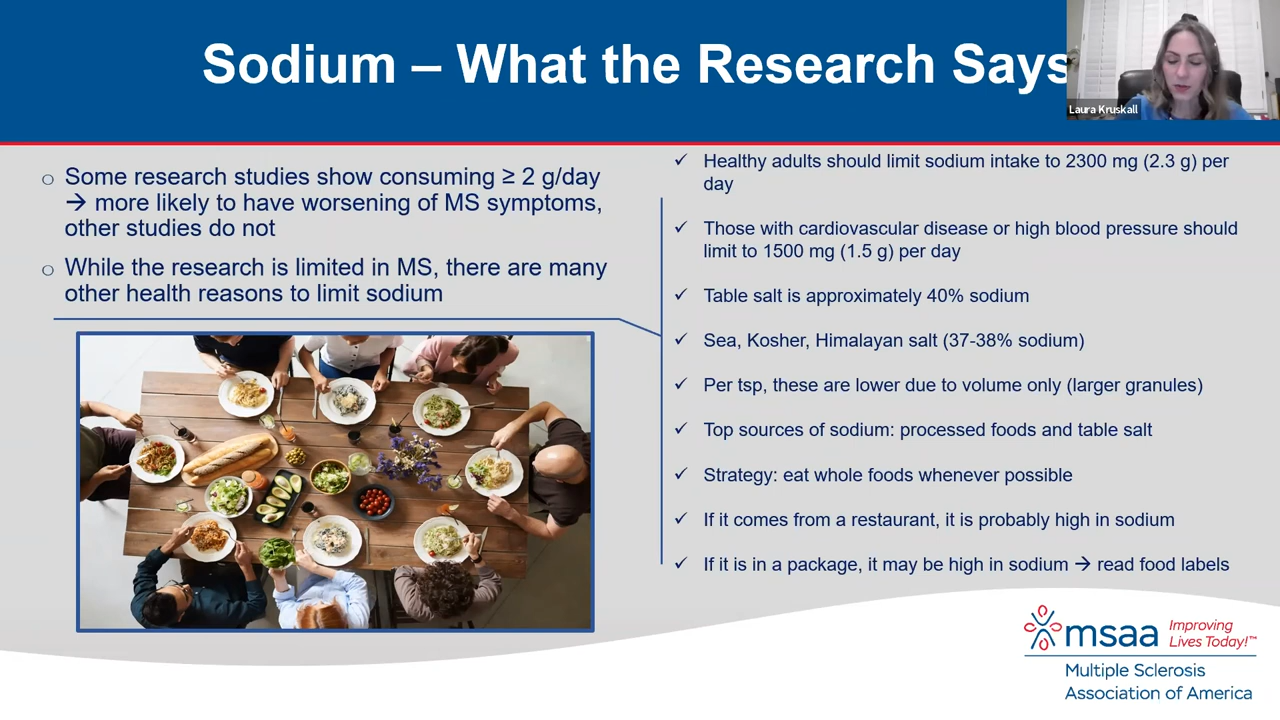 Sodium – What the Research Says
Laura Kruskall
o Some research studies show consuming ≥ 2 g/day
→ more likely to have worsening of MS symptoms,
other studies do not
o While the research is limited in MS, there are many
other health reasons to limit sodium
✓ Healthy adults should limit sodium intake to 2300 mg (2.3 g) per
day
✓ Those with cardiovascular disease or high blood pressure should
limit to 1500 mg (1.5 g) per day
✓ Table salt is approximately 40% sodium
✓ Sea, Kosher, Himalayan salt (37-38% sodium)
✓ Per tsp, these are lower due to volume only (larger granules)
✓ Top sources of sodium: processed foods and table salt
✓ Strategy: eat whole foods whenever possible
✓ If it comes from a restaurant, it is probably high in sodium
✓ If it is in a package, it may be high in sodium → read food labels
msaa
Improving
Lives Today!™
Multiple Sclerosis
Association of America